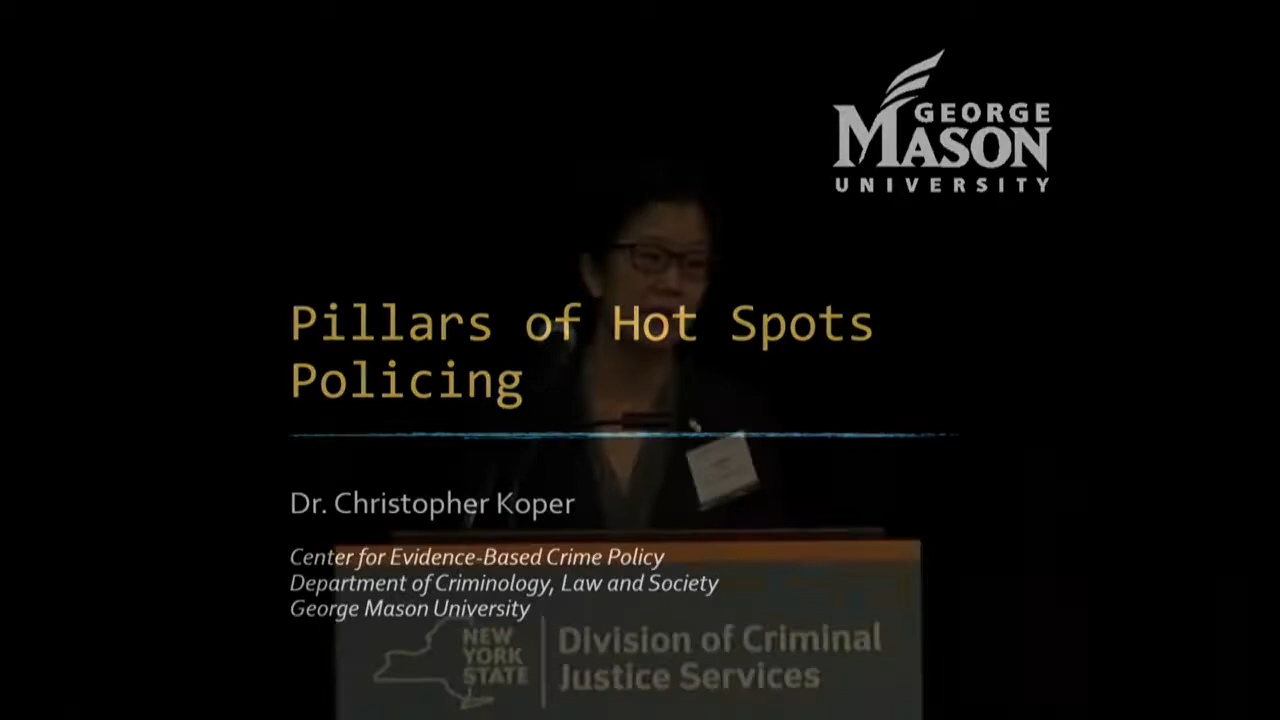 GEORGE
MASON
UNIVERSITY
Pillars of Hot Spots
Policing
Dr. Christopher Koper
Center for Evidence-Based Crime Policy
Department of Criminology, Law and Society
George Mason University
NEW
YORK
STATE
Division of Criminal
Justice Services